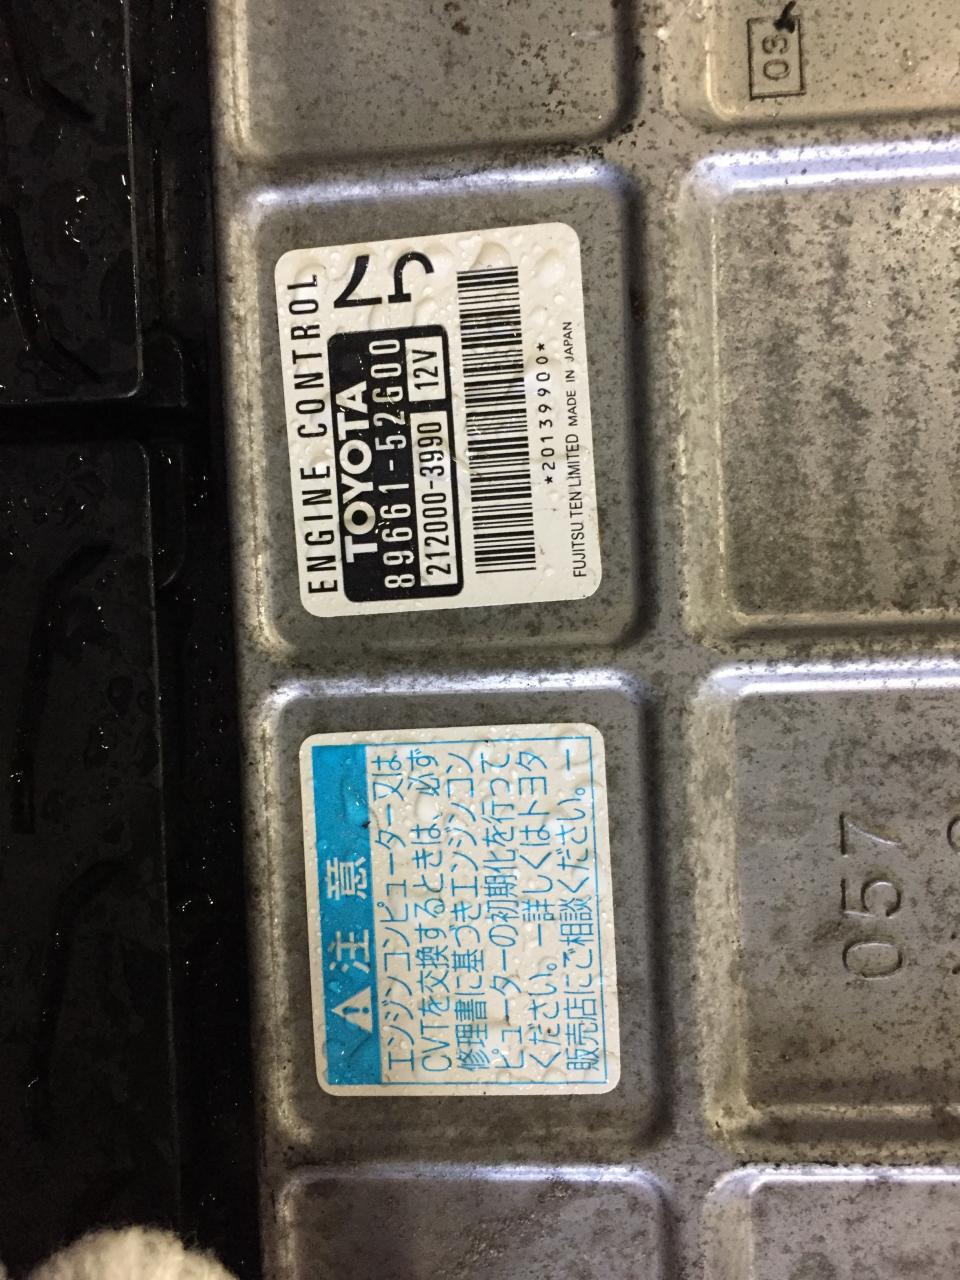 ENGINE CONTROL
TOYOTA
89661-52G00
212000-3990 12V
*20139900*
FUJITSU TEN LIMITED MADE IN JAPAN
注意
エンジンコンピューター又は
CVTを交換するときは、必ず
修理書に基づきエンジンコン
ピューターの初期化を行って
ください。ー詳しくはトヨタ
販売店にご相談ください。ー
03
057